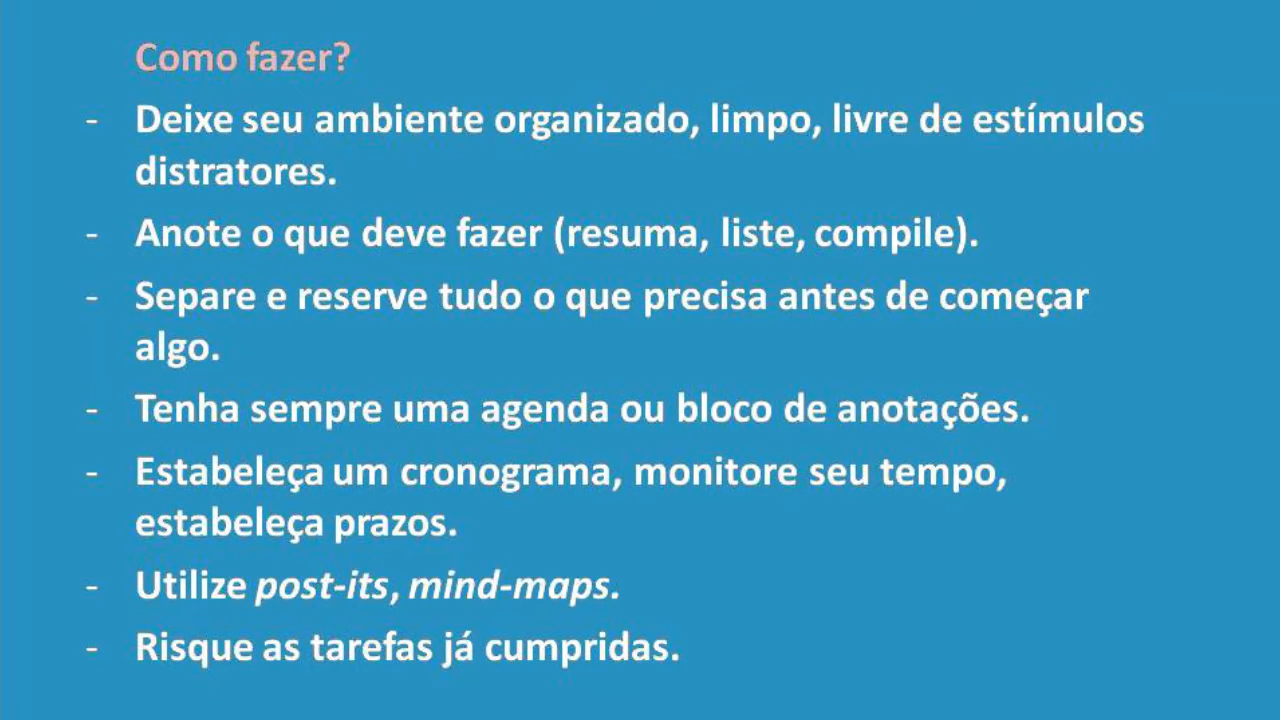 Como fazer?
- Deixe seu ambiente organizado, limpo, livre de estímulos
distratores.
- Anote o que deve fazer (resuma, liste, compile).
- Separe e reserve tudo o que precisa antes de começar
algo.
- Tenha sempre uma agenda ou bloco de anotações.
- Estabeleça um cronograma, monitore seu tempo,
estabeleça prazos.
- Utilize post-its, mind-maps.
- Risque as tarefas já cumpridas.